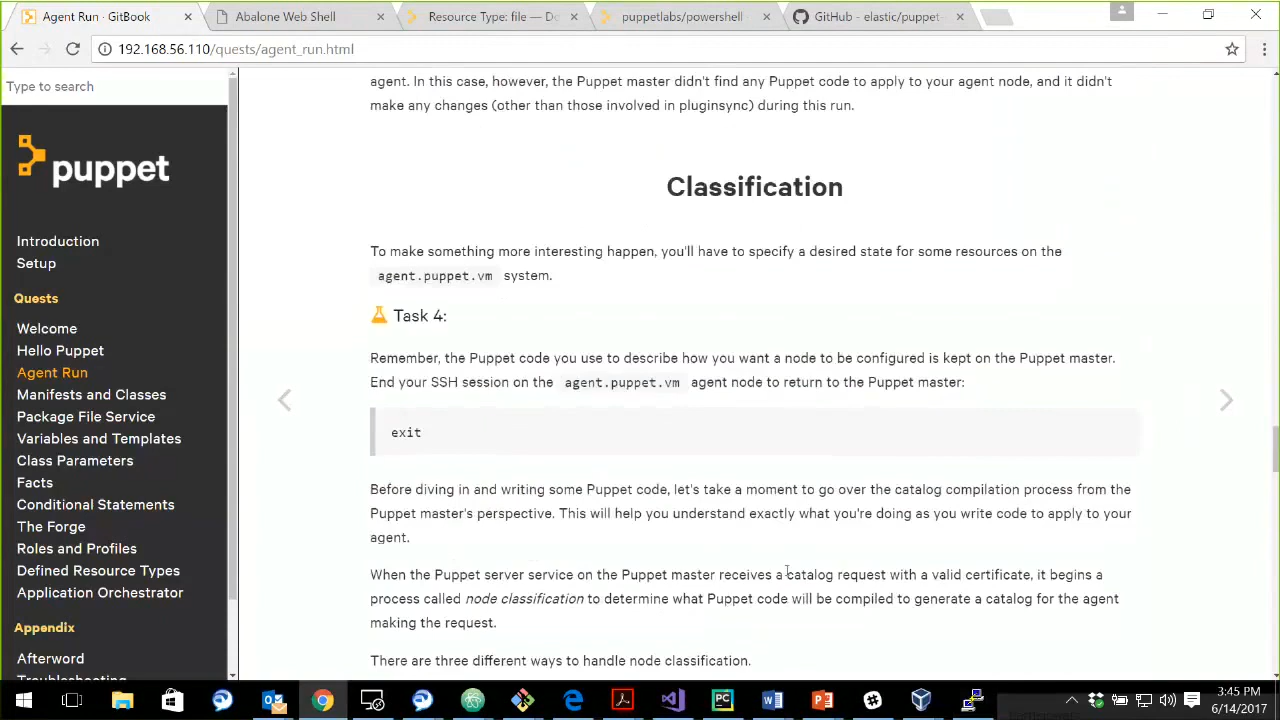 Agent Run · GitBook
Abalone Web Shell
Resource Type: file — Do
puppetlabs/powershell
GitHub - elastic/puppet-
192.168.56.110/quests/agent_run.html
Type to search
puppet
Introduction
Setup
Quests
Welcome
Hello Puppet
Agent Run
Manifests and Classes
Package File Service
Variables and Templates
Class Parameters
Facts
Conditional Statements
The Forge
Roles and Profiles
Defined Resource Types
Application Orchestrator
Appendix
Afterword
Troubleshooting
agent. In this case, however, the Puppet master didn't find any Puppet code to apply to your agent node, and it didn't
make any changes (other than those involved in pluginsync) during this run.
Classification
To make something more interesting happen, you'll have to specify a desired state for some resources on the
agent.puppet.vm system.
Task 4:
Remember, the Puppet code you use to describe how you want a node to be configured is kept on the Puppet master.
End your SSH session on the agent.puppet.vm agent node to return to the Puppet master:
exit
Before diving in and writing some Puppet code, let's take a moment to go over the catalog compilation process from the
Puppet master's perspective. This will help you understand exactly what you're doing as you write code to apply to your
agent.
When the Puppet server service on the Puppet master receives a catalog request with a valid certificate, it begins a
process called node classification to determine what Puppet code will be compiled to generate a catalog for the agent
making the request.
There are three different ways to handle node classification.
3:45 PM
6/14/2017